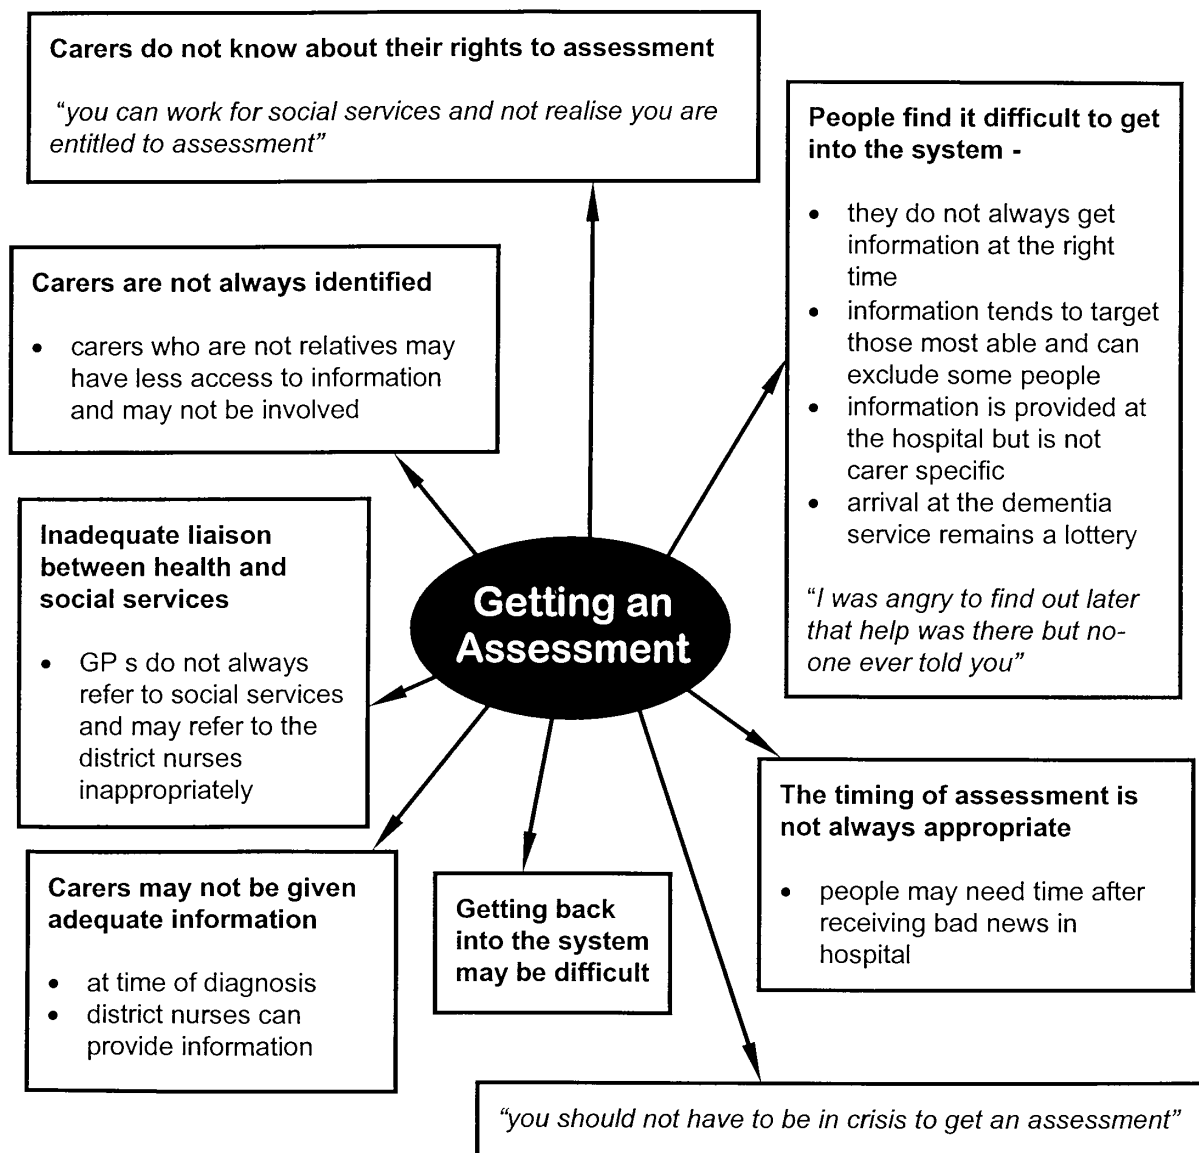 Carers do not know about their rights to assessment
“you can work for social services and not realise you are
entitled to assessment”
People find it difficult to get
into the system -
• they do not always get
information at the right
time
• information tends to target
those most able and can
exclude some people
• information is provided at
the hospital but is not
carer specific
• arrival at the dementia
service remains a lottery
“I was angry to find out later
that help was there but no-
one ever told you”
Carers are not always identified
• carers who are not relatives may
have less access to information
and may not be involved
Inadequate liaison
between health and
social services
• GP s do not always
refer to social services
and may refer to the
district nurses
inappropriately
Getting an
Assessment
The timing of assessment is
not always appropriate
• people may need time after
receiving bad news in
hospital
Carers may not be given
adequate information
• at time of diagnosis
• district nurses can
provide information
Getting back
into the system
may be difficult
“you should not have to be in crisis to get an assessment”